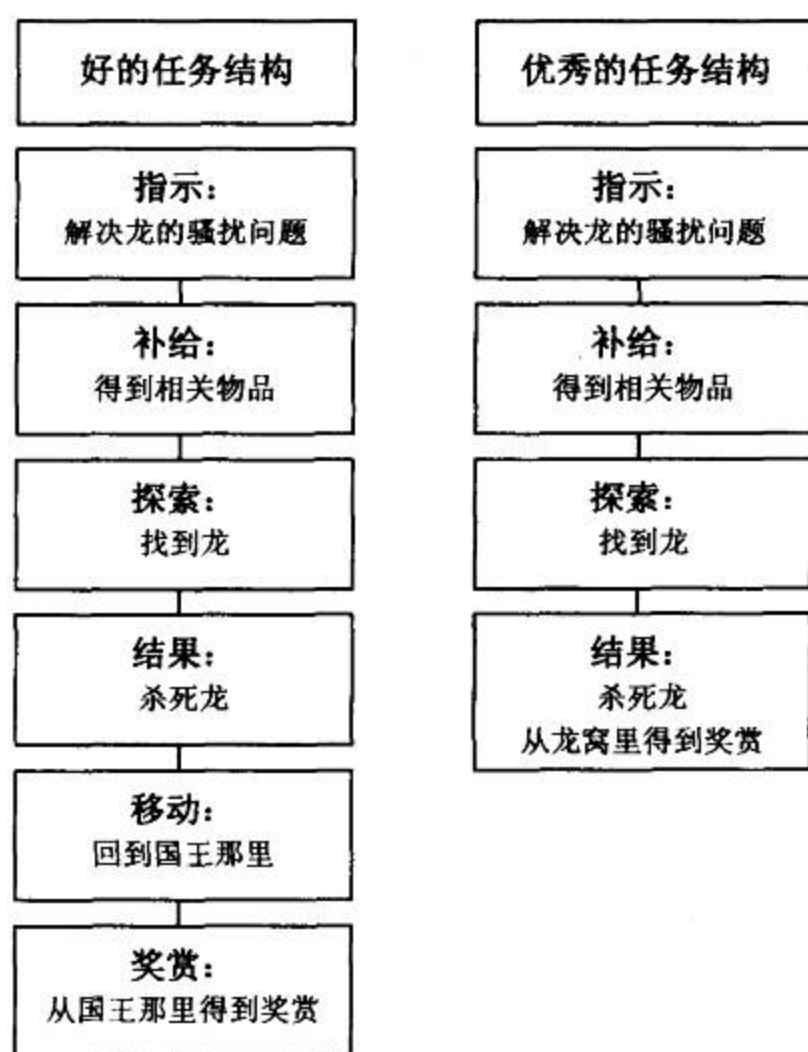 好的任务结构
指示：
解决龙的骚扰问题
补给：
得到相关物品
探索：
找到龙
结果：
杀死龙
移动：
回到国王那里
奖赏：
从国王那里得到奖赏
优秀的任务结构
指示：
解决龙的骚扰问题
补给：
得到相关物品
探索：
找到龙
结果：
杀死龙
从龙窝里得到奖赏